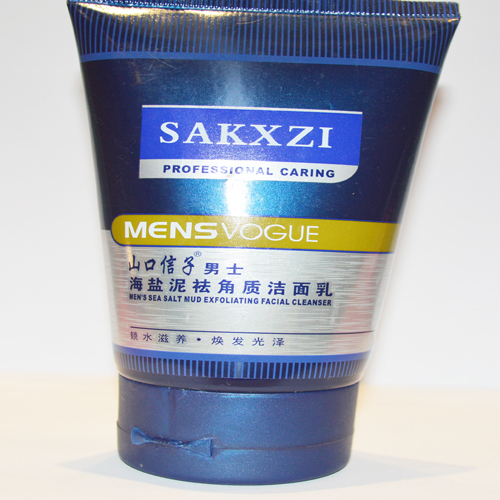 SAKXZI
PROFESSIONAL CARING
MENSVOGUE
山口信子®男士
海盐泥祛角质洁面乳
MEN'S SEA SALT MUD EXFOLIATING FACIAL CLEANSER
锁水滋养·焕发光泽